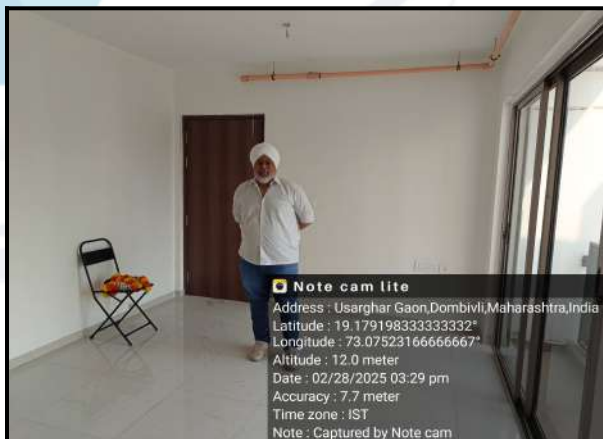 Note cam lite
Address : Usarghar Gaon,Dombivli,Maharashtra,India
Latitude : 19.179198333333332°
Longitude : 73.07523166666667°
Altitude : 12.0 meter
Date : 02/28/2025 03:29 pm
Accuracy : 7.7 meter
Time zone : IST
Note : Captured by Note cam